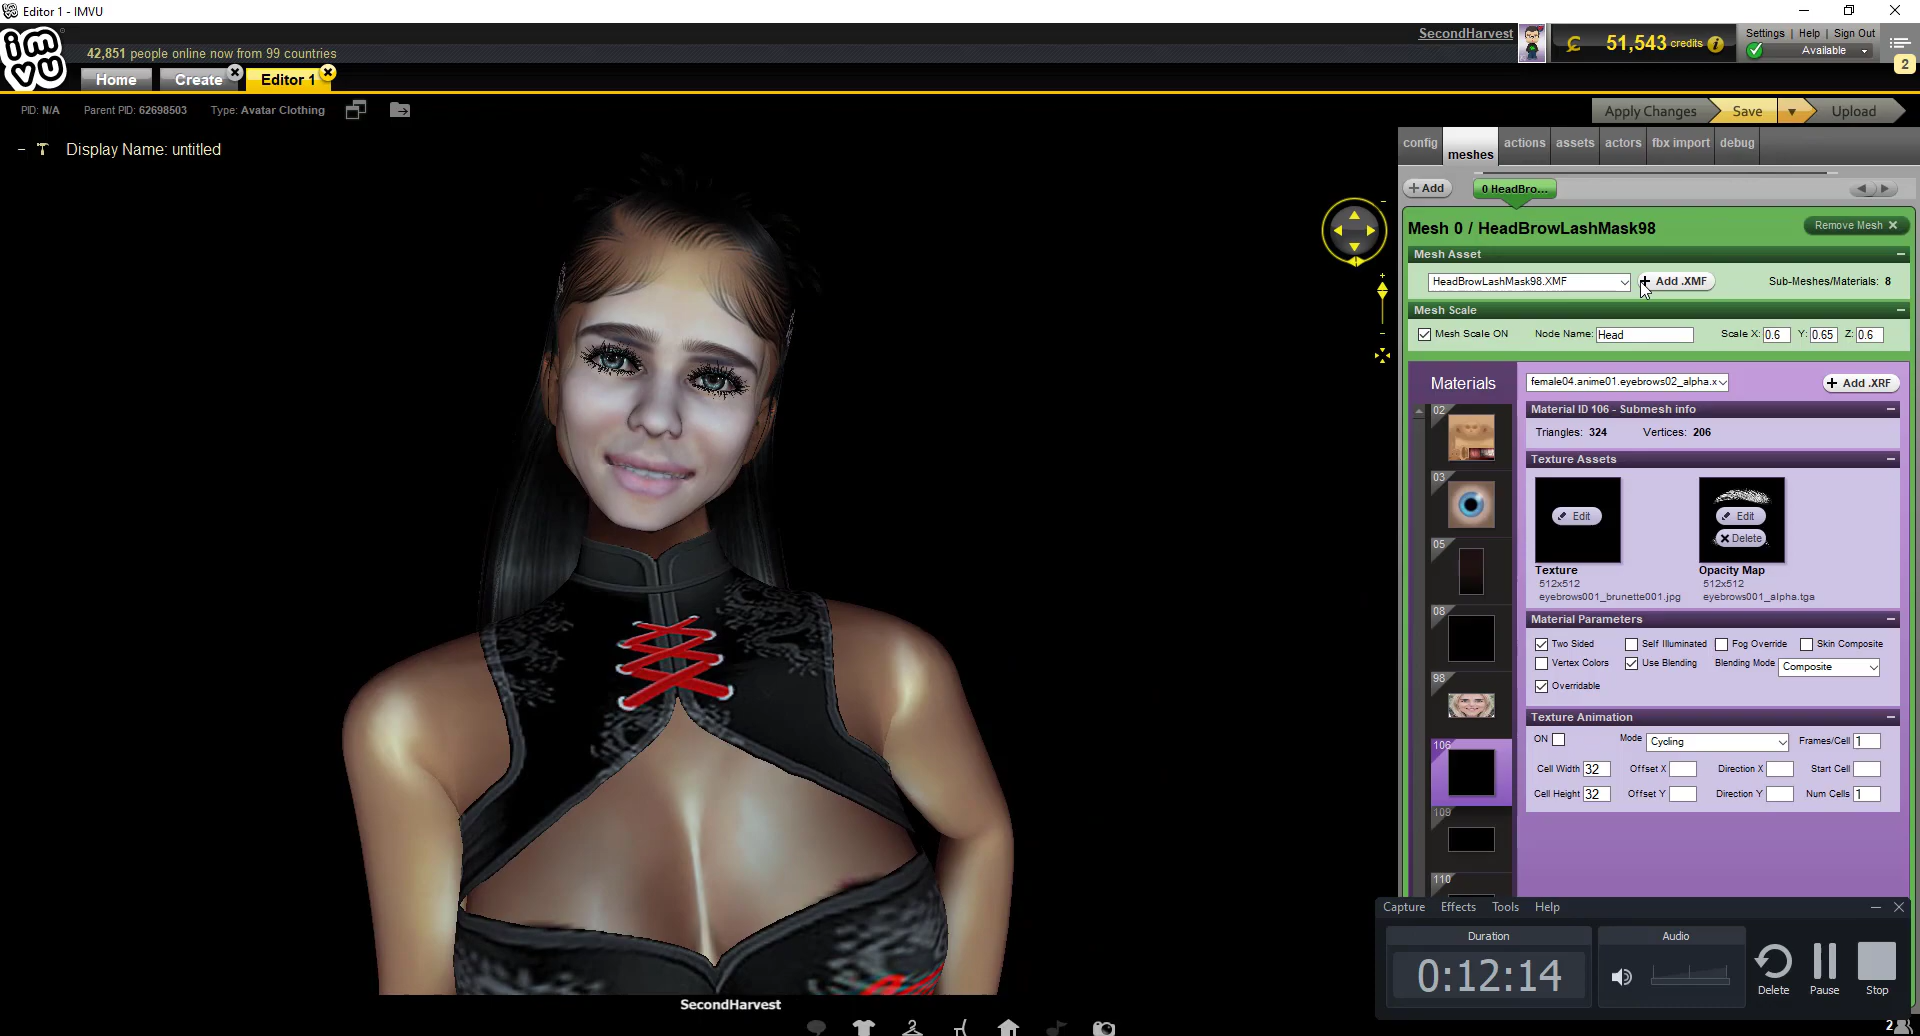 Editor 1 - IMVU
imvu
42,851 people online now from 99 countries
SecondHarvest
51,543 credits
Settings | Help | Sign Out
Available
2
Home
Create
Editor 1
PID: N/A
Parent PID: 62698503
Type: Avatar Clothing
Apply Changes
Save
Upload
Display Name: untitled
config
meshes
actions
assets
actors
fbx import
debug
+ Add
0 HeadBro...
Mesh 0 / HeadBrowLashMask98
Remove Mesh ✕
Mesh Asset
HeadBrowLashMask98.XMF
+ Add .XMF
Sub-Meshes/Materials: 8
Mesh Scale
Mesh Scale ON
Node Name: Head
Scale X: 0.6 Y: 0.65 Z: 0.6
Materials
female04.anime01.eyebrows02_alpha.x
+ Add .XRF
02
03
05
08
98
106
109
110
Material ID 106 - Submesh info
Triangles: 324
Vertices: 206
Texture Assets
Edit
Edit
Delete
Texture
512x512
eyebrows001_brunette001.jpg
Opacity Map
512x512
eyebrows001_alpha.tga
Material Parameters
Two Sided
Self Illuminated
Fog Override
Skin Composite
Vertex Colors
Use Blending
Blending Mode
Composite
Overridable
Texture Animation
ON
Mode
Cycling
Frames/Cell 1
Cell Width 32
Offset X
Direction X
Start Cell
Cell Height 32
Offset Y
Direction Y
Num Cells 1
Capture
Effects
Tools
Help
Duration
0:12:14
Audio
Delete
Pause
Stop
SecondHarvest
2